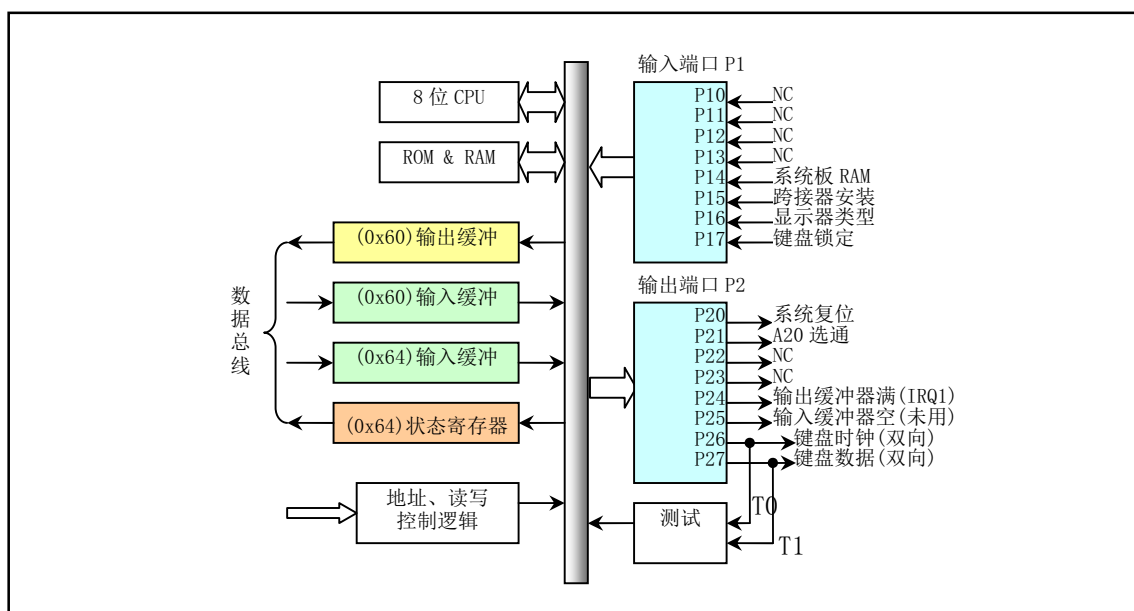 8 位 CPU
ROM & RAM
(0x60)输出缓冲
(0x60)输入缓冲
(0x64)输入缓冲
(0x64)状态寄存器
数据总线
地址、读写
控制逻辑
输入端口 P1
P10 NC
P11 NC
P12 NC
P13 NC
P14 系统板 RAM
P15 跨接器安装
P16 显示器类型
P17 键盘锁定
输出端口 P2
P20 系统复位
P21 A20 选通
P22 NC
P23 NC
P24 输出缓冲器满(IRQ1)
P25 输入缓冲器空(未用)
P26 键盘时钟(双向)
P27 键盘数据(双向)
测试
T0
T1